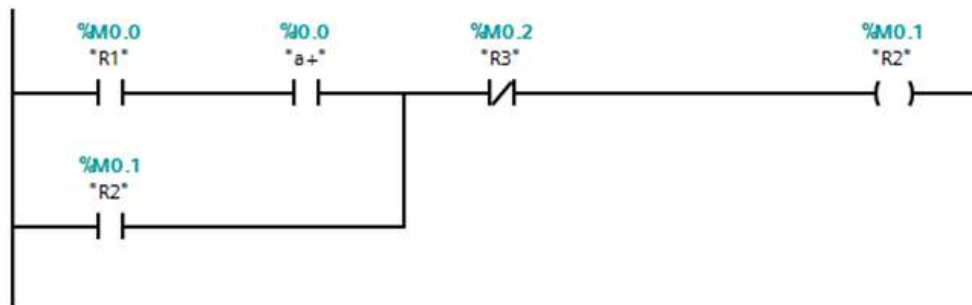 %M0.0 %I0.0 %M0.2 %M0.1
"R1" "a+" "R3" "R2"
%M0.1
"R2"